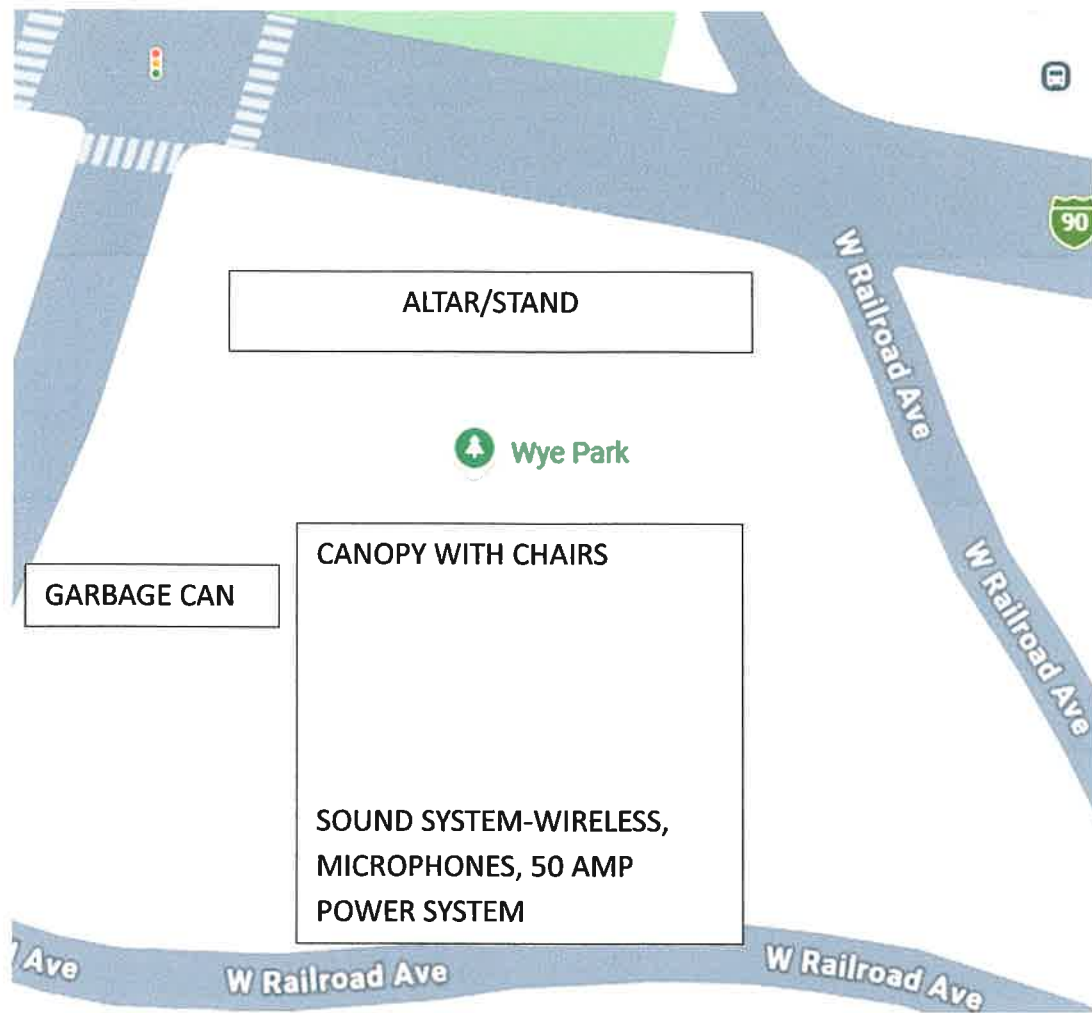 90
W Railroad Ave
ALTAR/STAND
Wye Park
CANOPY WITH CHAIRS
GARBAGE CAN
W Railroad Ave
SOUND SYSTEM-WIRELESS,
MICROPHONES, 50 AMP
POWER SYSTEM
Ave
W Railroad Ave
W Railroad Ave